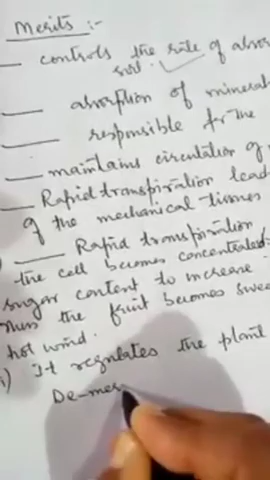 Merits :-
— controls the rate of absor
soil.
— absorption of mineral
— responsible for the
— maintains circulation of
— Rapid transpiration lead
of the mechanical-tissues
— Rapid transpiration
the cell becomes concentrated.
sugar content to increase
Thus the fruit becomes swee
hot wind.
i) It regulates the plant
De-mer